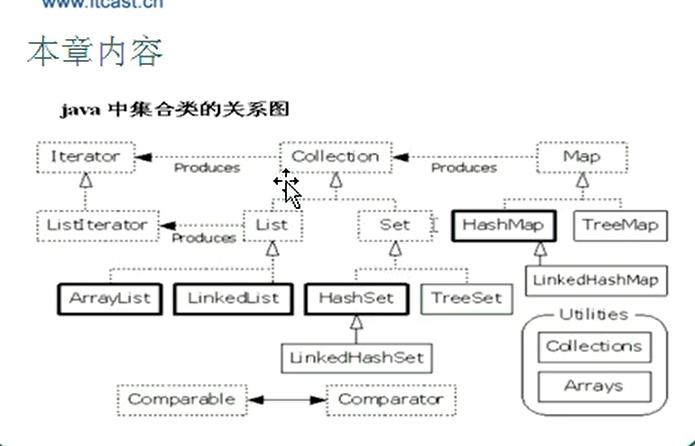 www.itcast.cn
本章内容
java 中集合类的关系图
Iterator
Produces
Collection
Produces
Map
ListIterator
Produces
List
Set
HashMap
TreeMap
ArrayList
LinkedList
HashSet
TreeSet
LinkedHashMap
LinkedHashSet
Utilities
Collections
Arrays
Comparable
Comparator